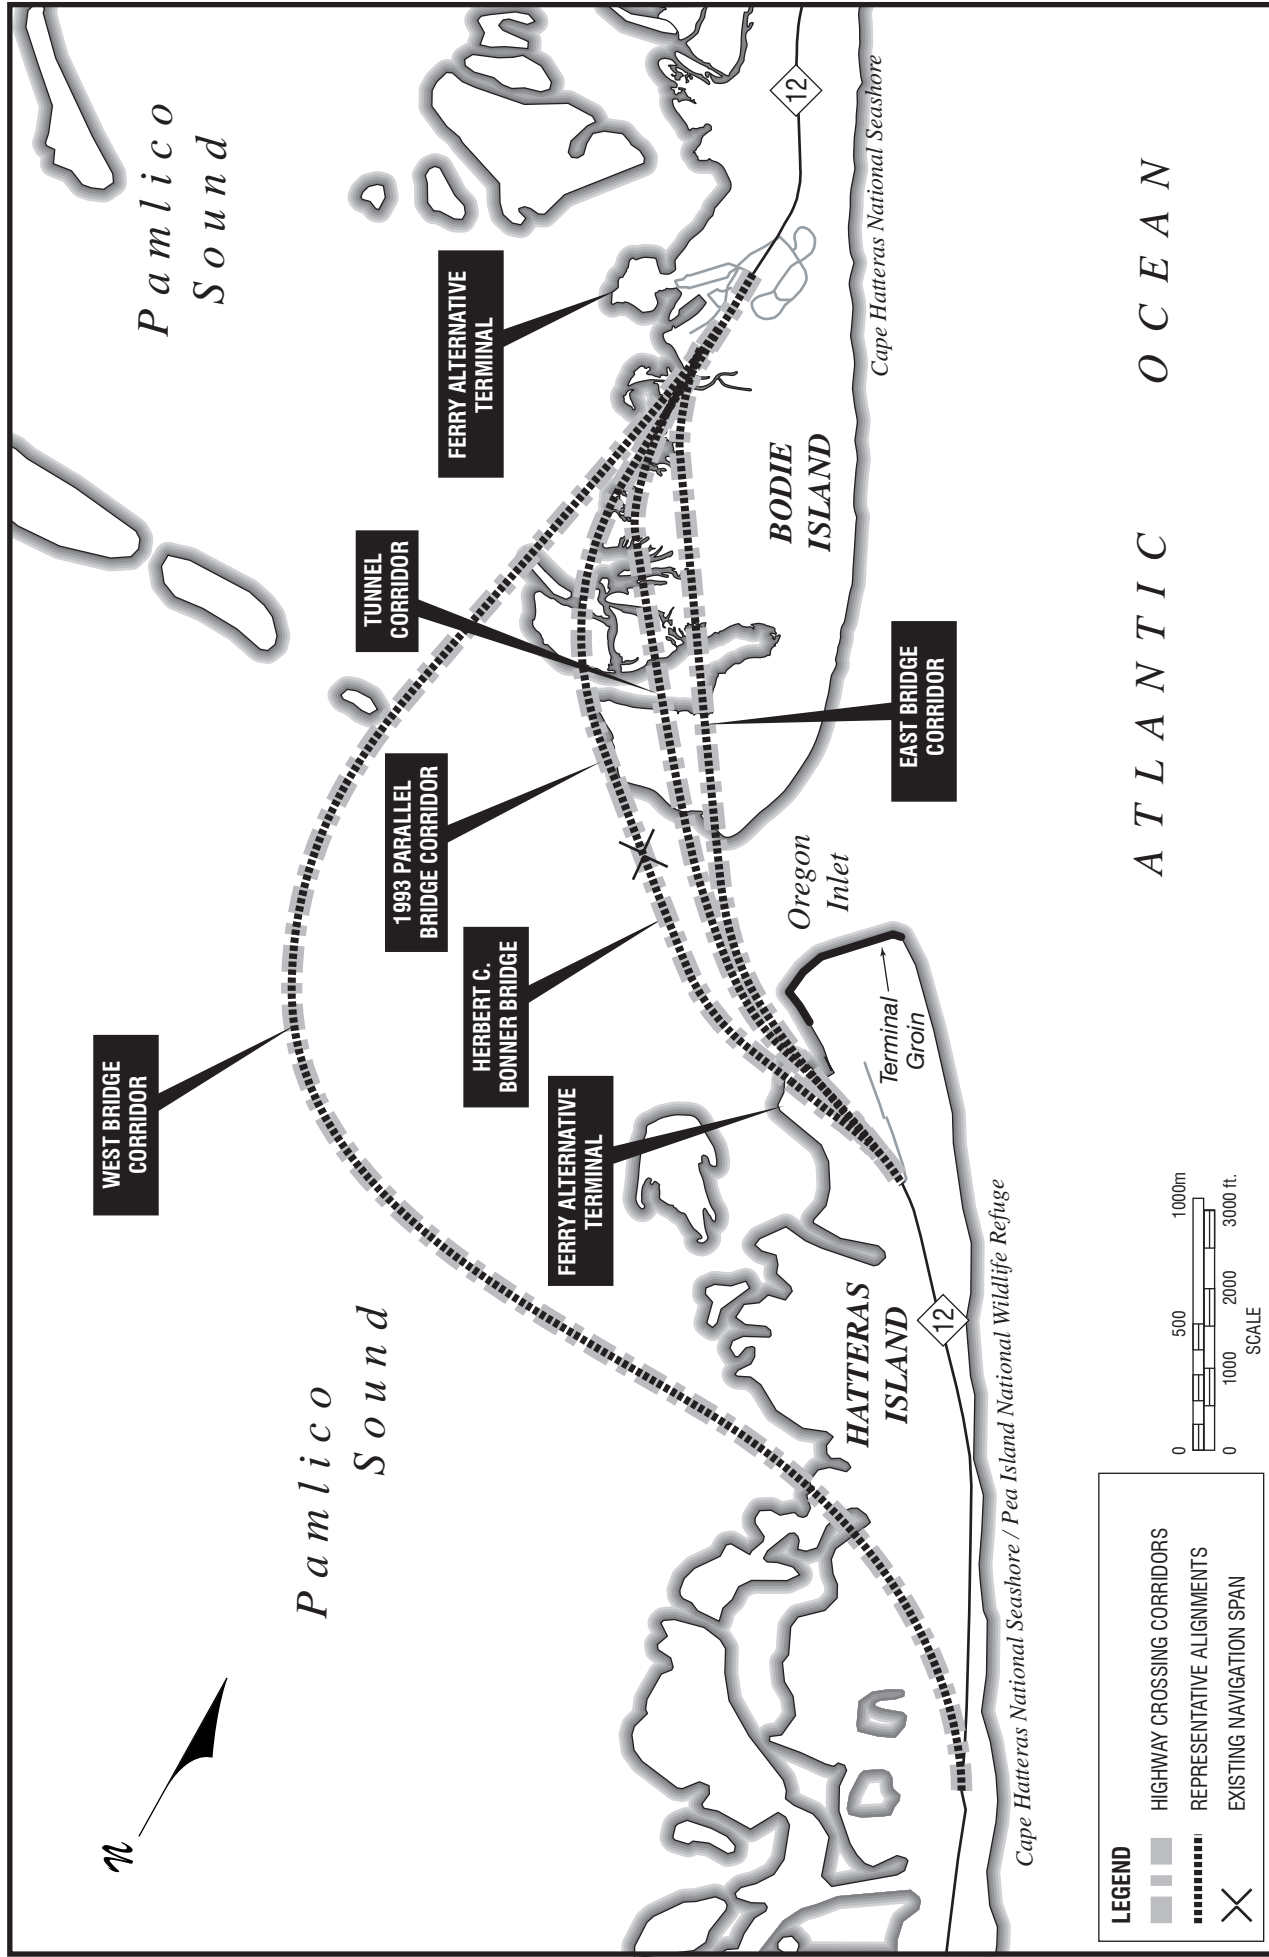 Pamlico
Sound
Pamlico
Sound
n
WEST BRIDGE
CORRIDOR
TUNNEL
CORRIDOR
FERRY ALTERNATIVE
TERMINAL
1993 PARALLEL
BRIDGE CORRIDOR
HERBERT C.
BONNER BRIDGE
FERRY ALTERNATIVE
TERMINAL
12
BODIE
ISLAND
Cape Hatteras National Seashore
EAST BRIDGE
CORRIDOR
Oregon
Inlet
Terminal
Groin
HATTERAS
ISLAND
12
Cape Hatteras National Seashore / Pea Island National Wildlife Refuge
ATLANTIC OCEAN
LEGEND
HIGHWAY CROSSING CORRIDORS
REPRESENTATIVE ALIGNMENTS
EXISTING NAVIGATION SPAN
0 500 1000m
0 1000 2000 3000 ft.
SCALE